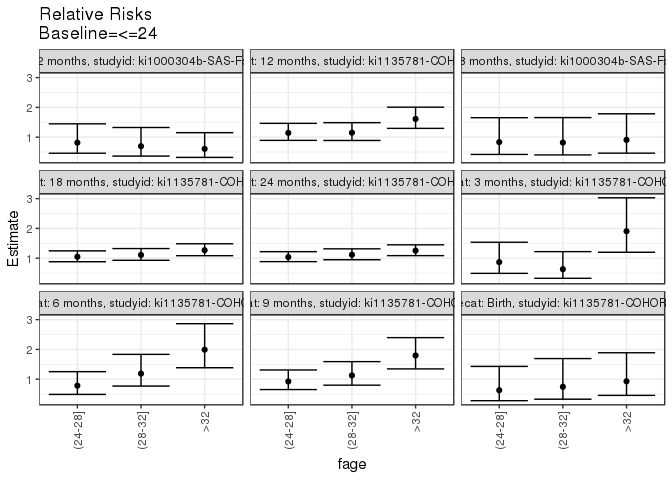 Relative Risks
Baseline=<=24
2 months, studyid: ki1000304b-SAS-F
at: 12 months, studyid: ki1135781-COH
8 months, studyid: ki1000304b-SAS-F
t: 18 months, studyid: ki1135781-COH
t: 24 months, studyid: ki1135781-COH
at: 3 months, studyid: ki1135781-COHO
at: 6 months, studyid: ki1135781-COHO
at: 9 months, studyid: ki1135781-COHO
ecat: Birth, studyid: ki1135781-COHOR
Estimate
3
2
1
3
2
1
3
2
1
(24-28]
(28-32]
>32
(24-28]
(28-32]
>32
(24-28]
(28-32]
>32
fage